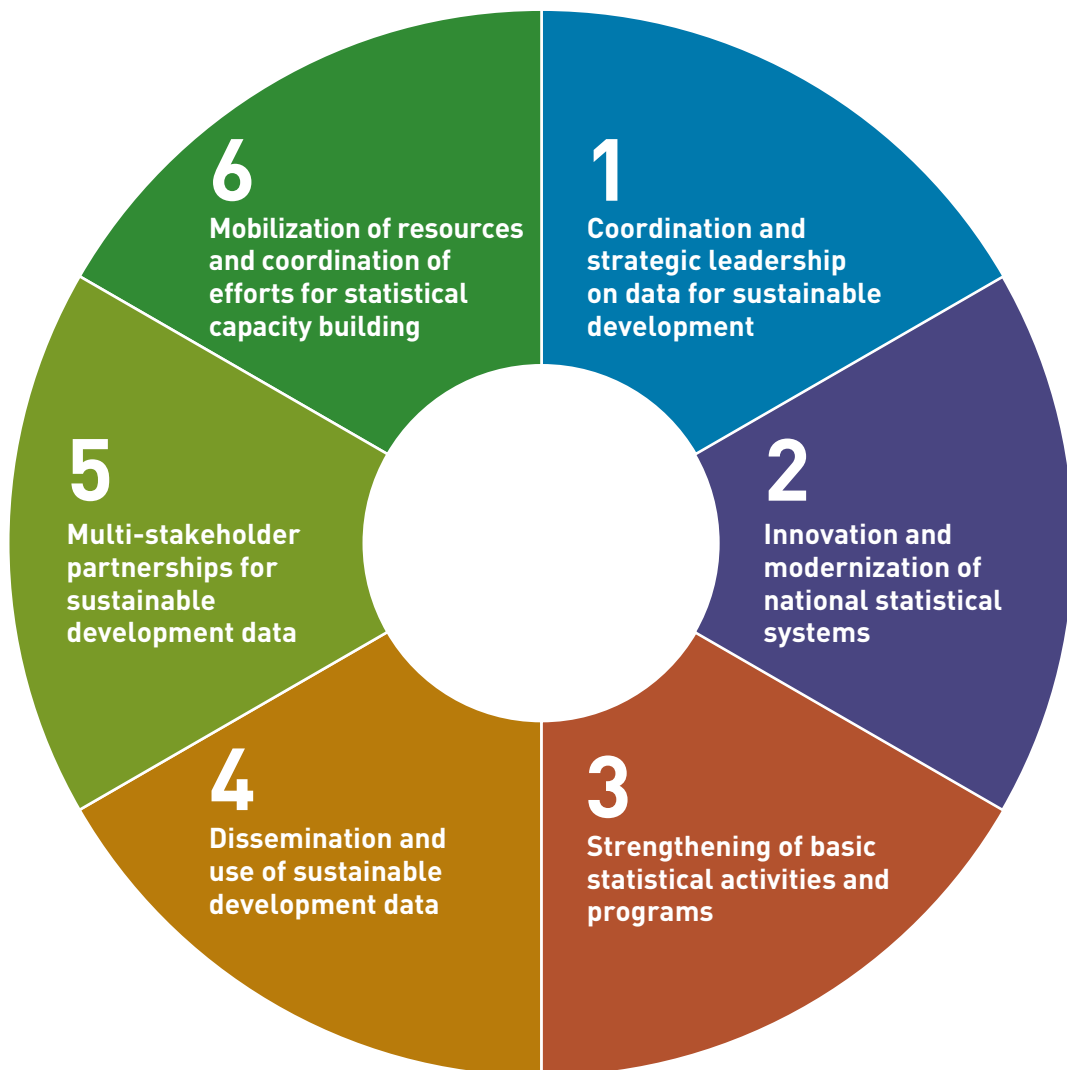 1
Coordination and
strategic leadership
on data for sustainable
development
2
Innovation and
modernization of
national statistical
systems
3
Strengthening of basic
statistical activities and
programs
4
Dissemination and
use of sustainable
development data
5
Multi-stakeholder
partnerships for
sustainable
development data
6
Mobilization of resources
and coordination of
efforts for statistical
capacity building